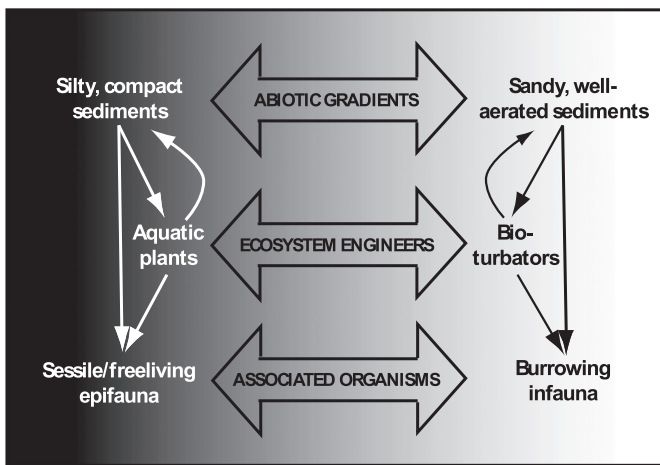 Silty, compact
sediments
ABIOTIC GRADIENTS
Sandy, well-
aerated sediments
Aquatic
plants
ECOSYSTEM ENGINEERS
Bio-
turbators
Sessile/freeliving
epifauna
ASSOCIATED ORGANISMS
Burrowing
infauna